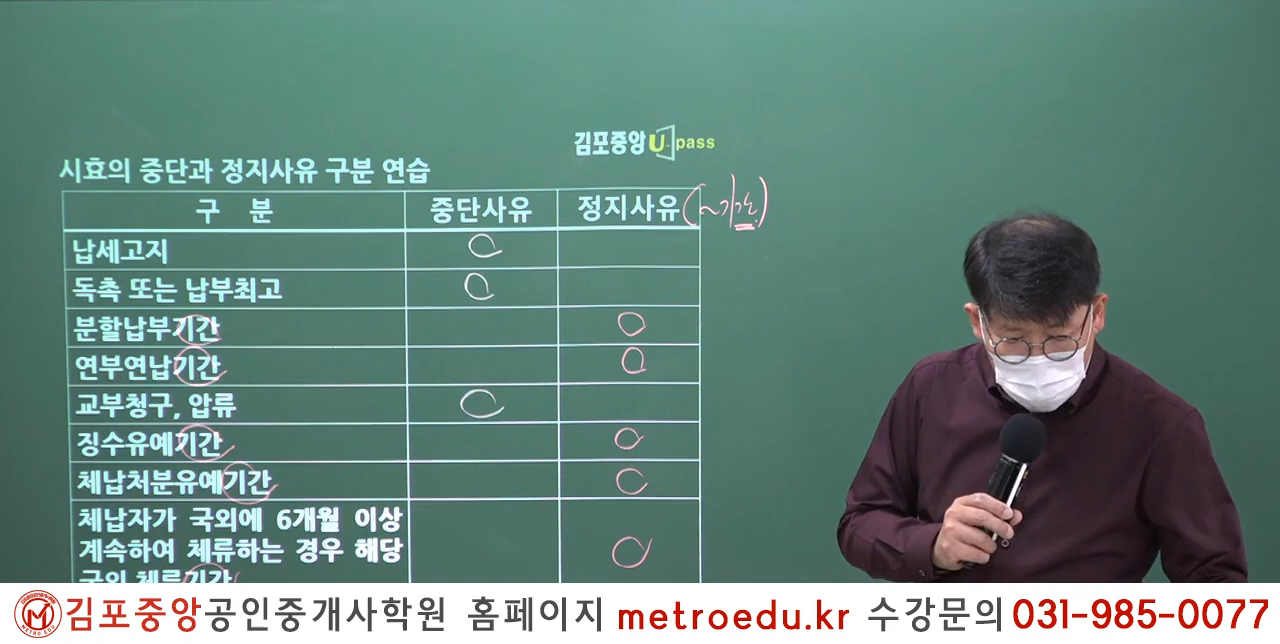 김포중앙 U-pass
시효의 중단과 정지사유 구분 연습
구 분 중단사유 정지사유 (~기간)
납세고지
독촉 또는 납부최고
분할납부기간
연부연납기간
교부청구, 압류
징수유예기간
체납처분유예기간
체납자가 국외에 6개월 이상
계속하여 체류하는 경우 해당
국외 체류기간
김포중앙공인중개사학원 홈페이지 metroedu.kr 수강문의 031-985-0077